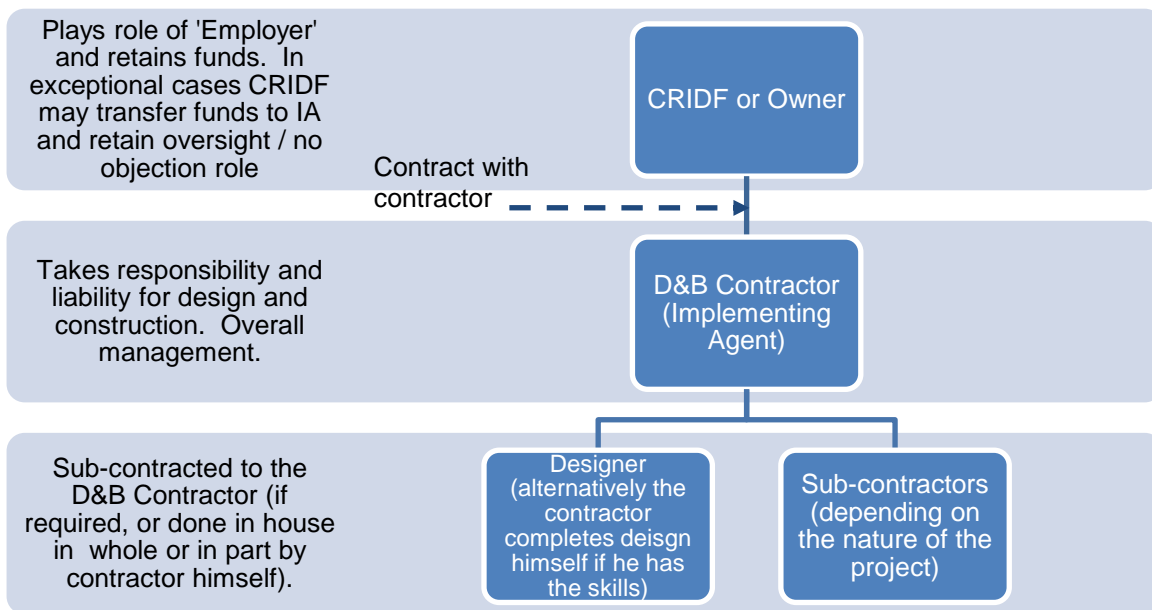 Plays role of 'Employer'
and retains funds.  In
exceptional cases CRIDF
may transfer funds to IA
and retain oversight / no
objection role
CRIDF or Owner
Contract with
contractor
Takes responsibility and
liability for design and
construction.  Overall
management.
D&B Contractor
(Implementing
Agent)
Sub-contracted to the
D&B Contractor (if
required, or done in house
in  whole or in part by
contractor himself).
Designer
(alternatively the
contractor
completes deisgn
himself if he has
the skills)
Sub-contractors
(depending on
the nature of the
project)